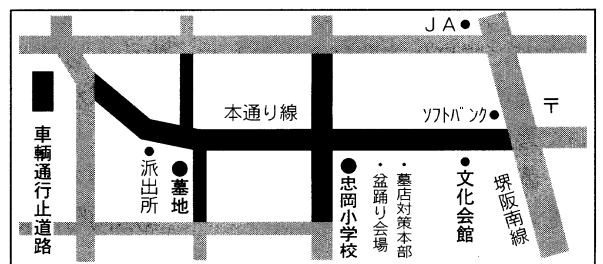 JA
本通り線
ソフトバンク
〒
車輌通行止道路
派出所
墓地
忠岡小学校
・盆踊り会場
・墓店対策本部
文化会館
堺阪南線